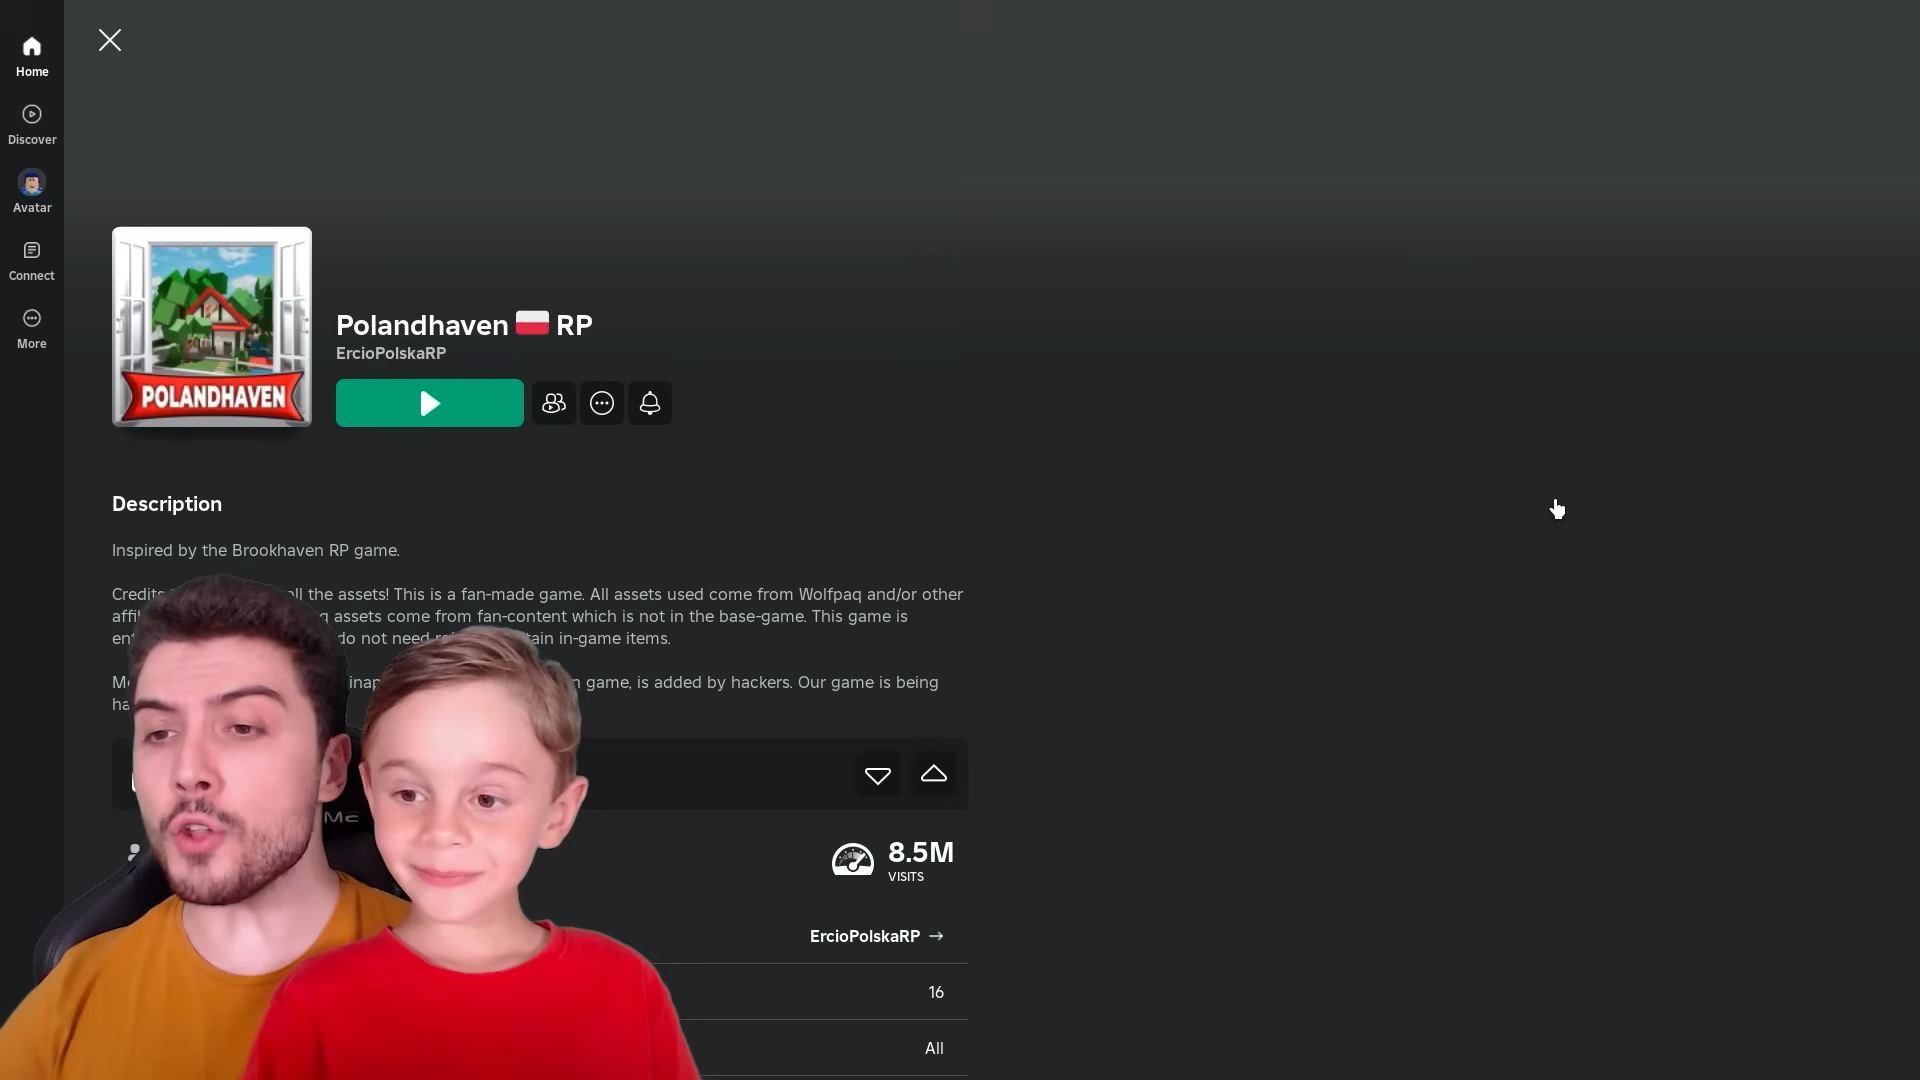 Home
Discover
Avatar
Connect
More
POLANDHAVEN
Polandhaven RP
ErcioPolskaRP
Description
Inspired by the Brookhaven RP game.
Credits all the assets! This is a fan-made game. All assets used come from Wolfpaq and/or other
assets come from fan-content which is not in the base-game. This game is
do not need in-game items.
game, is added by hackers. Our game is being
8.5M
VISITS
ErcioPolskaRP
16
All